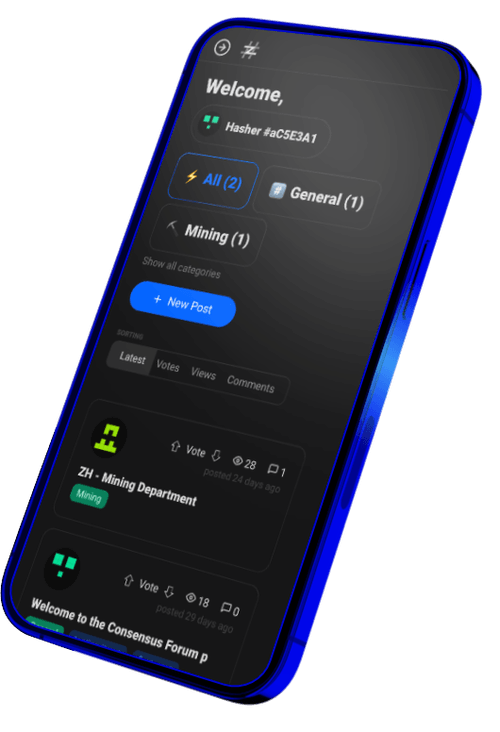 Welcome,
Hasher #aC5E3A1
All (2)
General (1)
Mining (1)
Show all categories
+ New Post
SORTING
Latest Votes Views Comments
Vote 28 1
posted 24 days ago
ZH - Mining Department
Mining
Vote 18 0
posted 29 days ago
Welcome to the Consensus Forum p